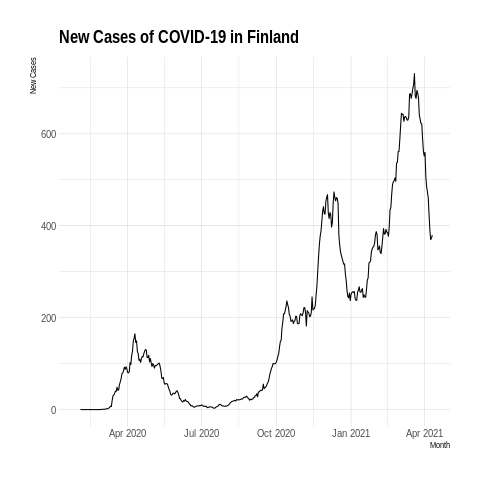 New Cases of COVID-19 in Finland
New Cases
600
400
200
0
Apr 2020
Jul 2020
Oct 2020
Jan 2021
Apr 2021
Month